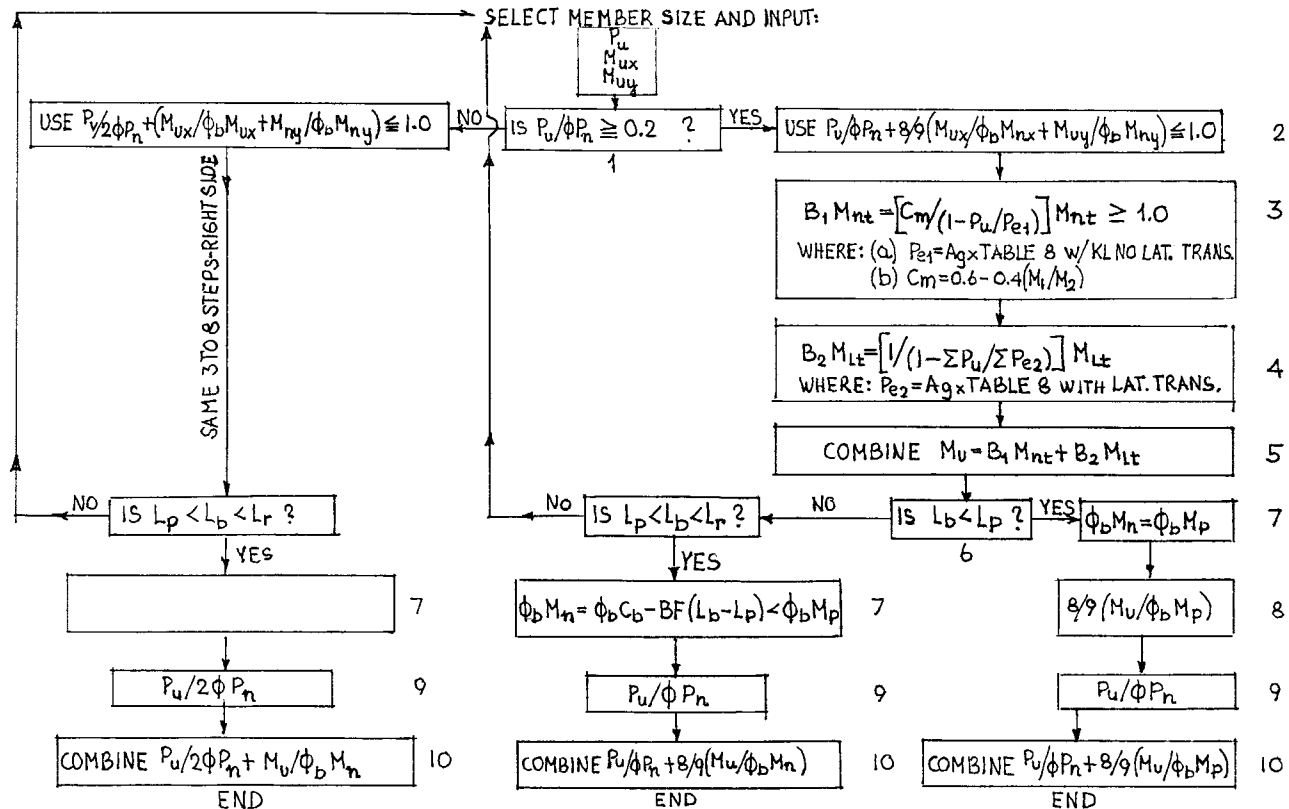 SELECT MEMBER SIZE AND INPUT:
Pu
Mux
Muy
USE Pv/2ϕPn+(Mux/ϕbMux+Mny/ϕbMny)≦1.0
NO
IS Pu/ϕPn ≧ 0.2 ?
YES
USE Pu/ϕPn+8/9(Mux/ϕbMnx+Muy/ϕbMny)≦1.0
2
1
B1Mnt=[Cm/(1-Pu/Pe1)]Mnt ≥ 1.0
WHERE: (a) Pe1=Ag×TABLE 8 W/KL NO LAT. TRANS.
(b) Cm=0.6-0.4(M1/M2)
3
SAME 3 TO 8 STEPS-RIGHT SIDE
B2MLt=[1/(1-ΣPu/ΣPe2)]MLt
WHERE: Pe2=Ag×TABLE 8 WITH LAT. TRANS.
4
COMBINE Mu=B1Mnt+B2MLt
5
NO
IS Lp<Lb<Lr ?
NO
IS Lp<Lb<Lr?
NO
IS Lb<Lp?
YES
ϕbMn=ϕbMp
7
6
YES
YES
7
ϕbMn=ϕbCb-BF(Lb-Lp)<ϕbMp
7
8/9(Mu/ϕbMp)
8
Pu/2ϕPn
9
Pu/ϕPn
9
Pu/ϕPn
9
COMBINE Pu/2ϕPn+Mu/ϕbMn
10
COMBINE Pu/ϕPn+8/9(Mu/ϕbMn)
10
COMBINE Pu/ϕPn+8/9(Mu/ϕbMp)
10
END
END
END